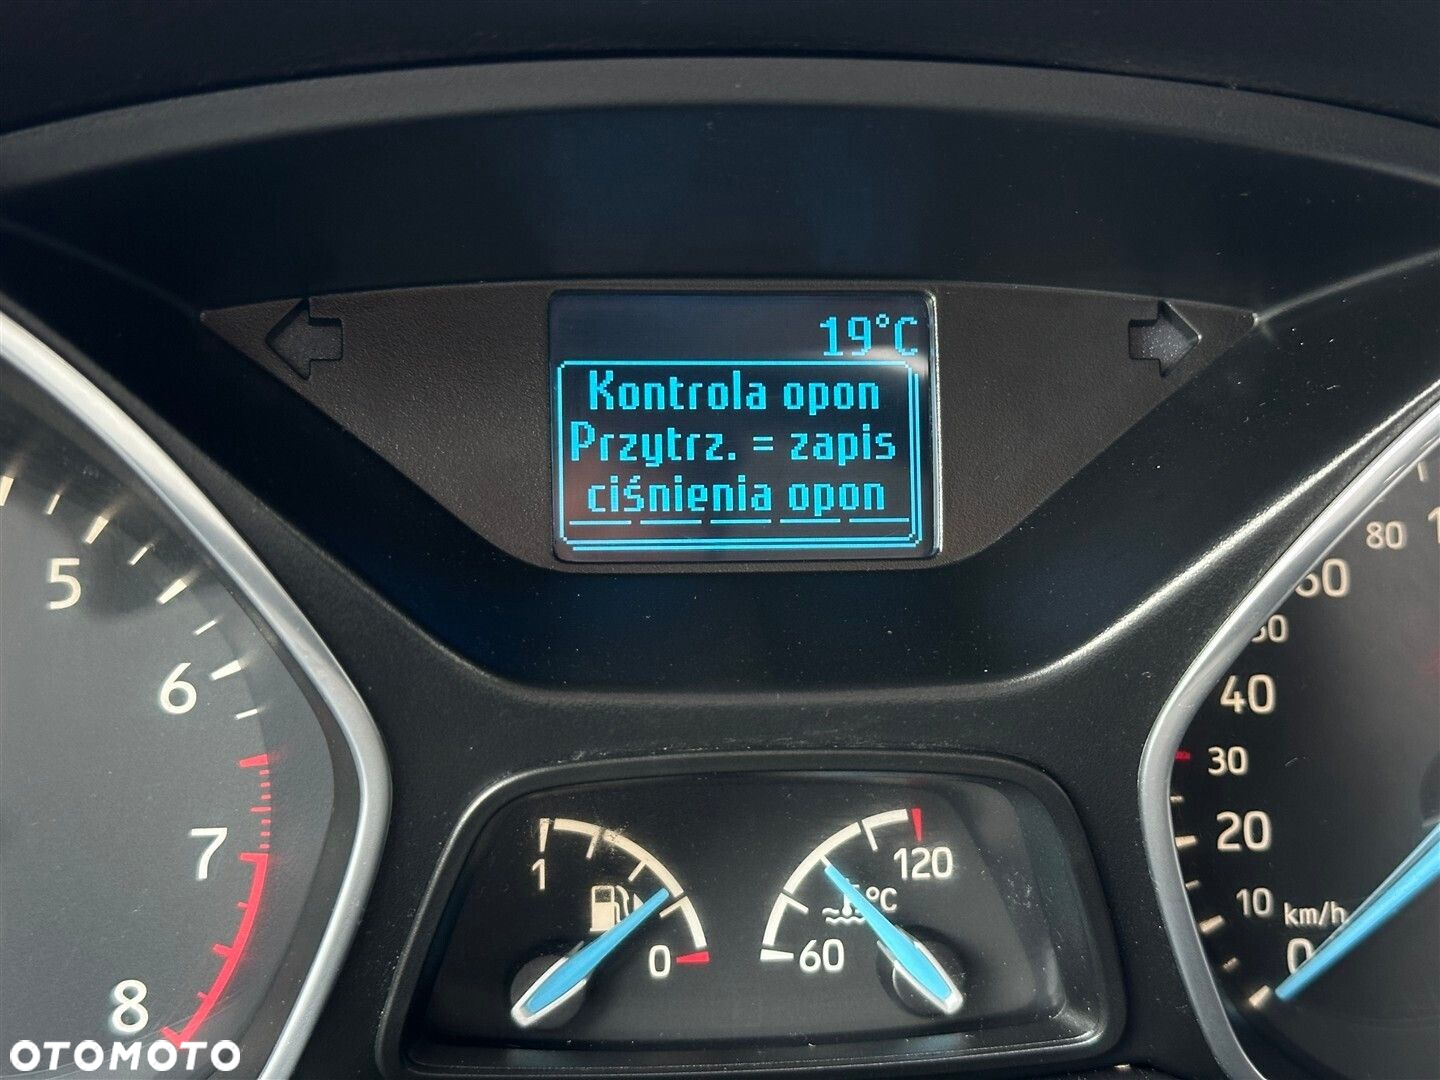 19°C
Kontrola opon
Przytrz. = zapis
ciśnienia opon
5
6
7
8
1
0
60
120
°C
80
40
30
20
10
km/h
0
OTOMOTO